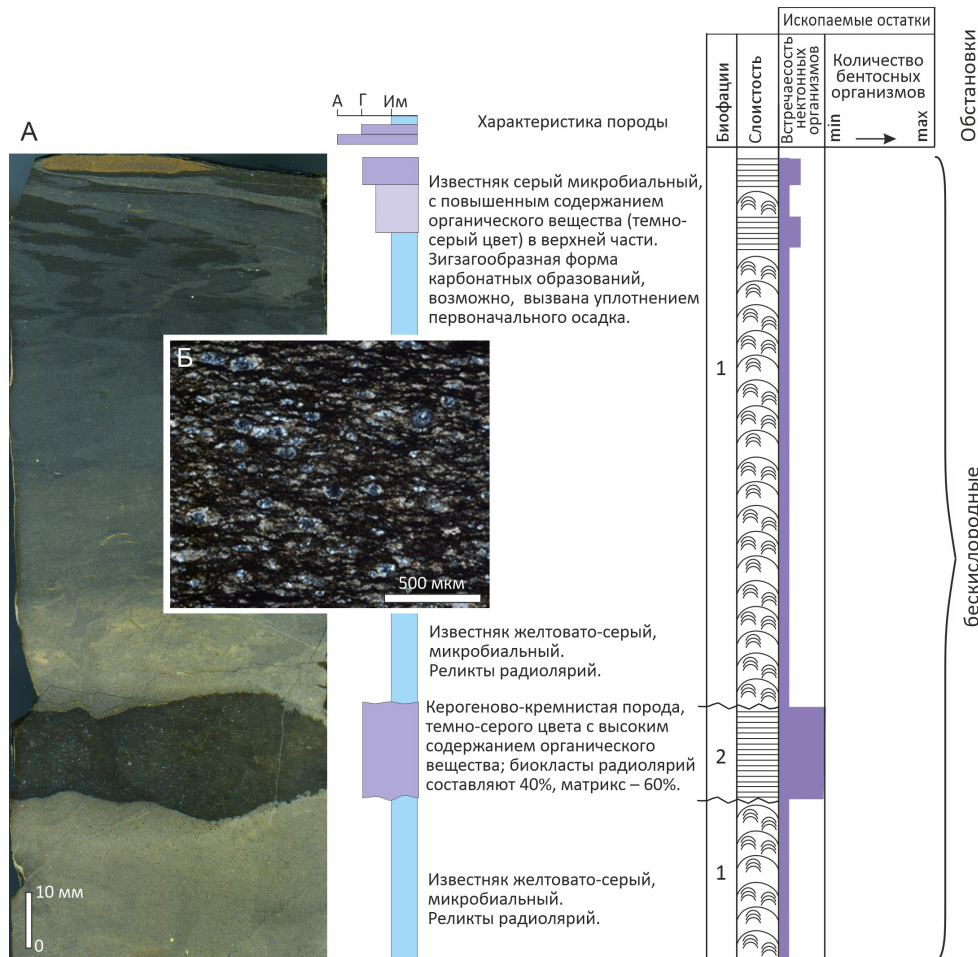 А
А Г Им
Характеристика породы
Биофации
Слоистость
Ископаемые остатки
Встречаесость
нектонных
организмов
Количество
бентосных
организмов
min
max
Обстановки
Известняк серый микробиальный,
с повышенным содержанием
органического вещества (темно-
серый цвет) в верхней части.
Зигзагообразная форма
карбонатных образований,
возможно, вызвана уплотнением
первоначального осадка.
Б
500 мкм
1
Известняк желтовато-серый,
микробиальный.
Реликты радиолярий.
Керогеново-кремнистая порода,
темно-серого цвета с высоким
содержанием органического
вещества; биокласты радиолярий
составляют 40%, матрикс – 60%.
2
Известняк желтовато-серый,
микробиальный.
Реликты радиолярий.
1
бескислородные
10 мм
0